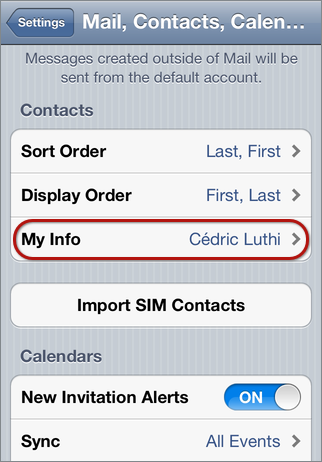 Settings
Mail, Contacts, Calen...
Messages created outside of Mail will be
sent from the default account.
Contacts
Sort Order Last, First
Display Order First, Last
My Info Cédric Luthi
Import SIM Contacts
Calendars
New Invitation Alerts ON
Sync All Events